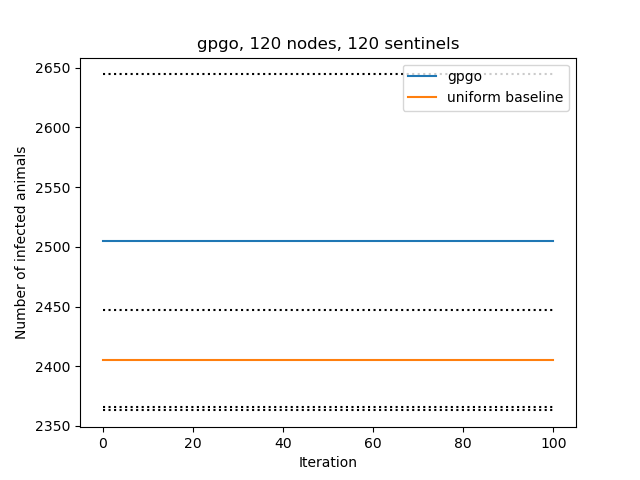 gpgo, 120 nodes, 120 sentinels
gpgo
uniform baseline
Number of infected animals
2650
2600
2550
2500
2450
2400
2350
0 20 40 60 80 100
Iteration